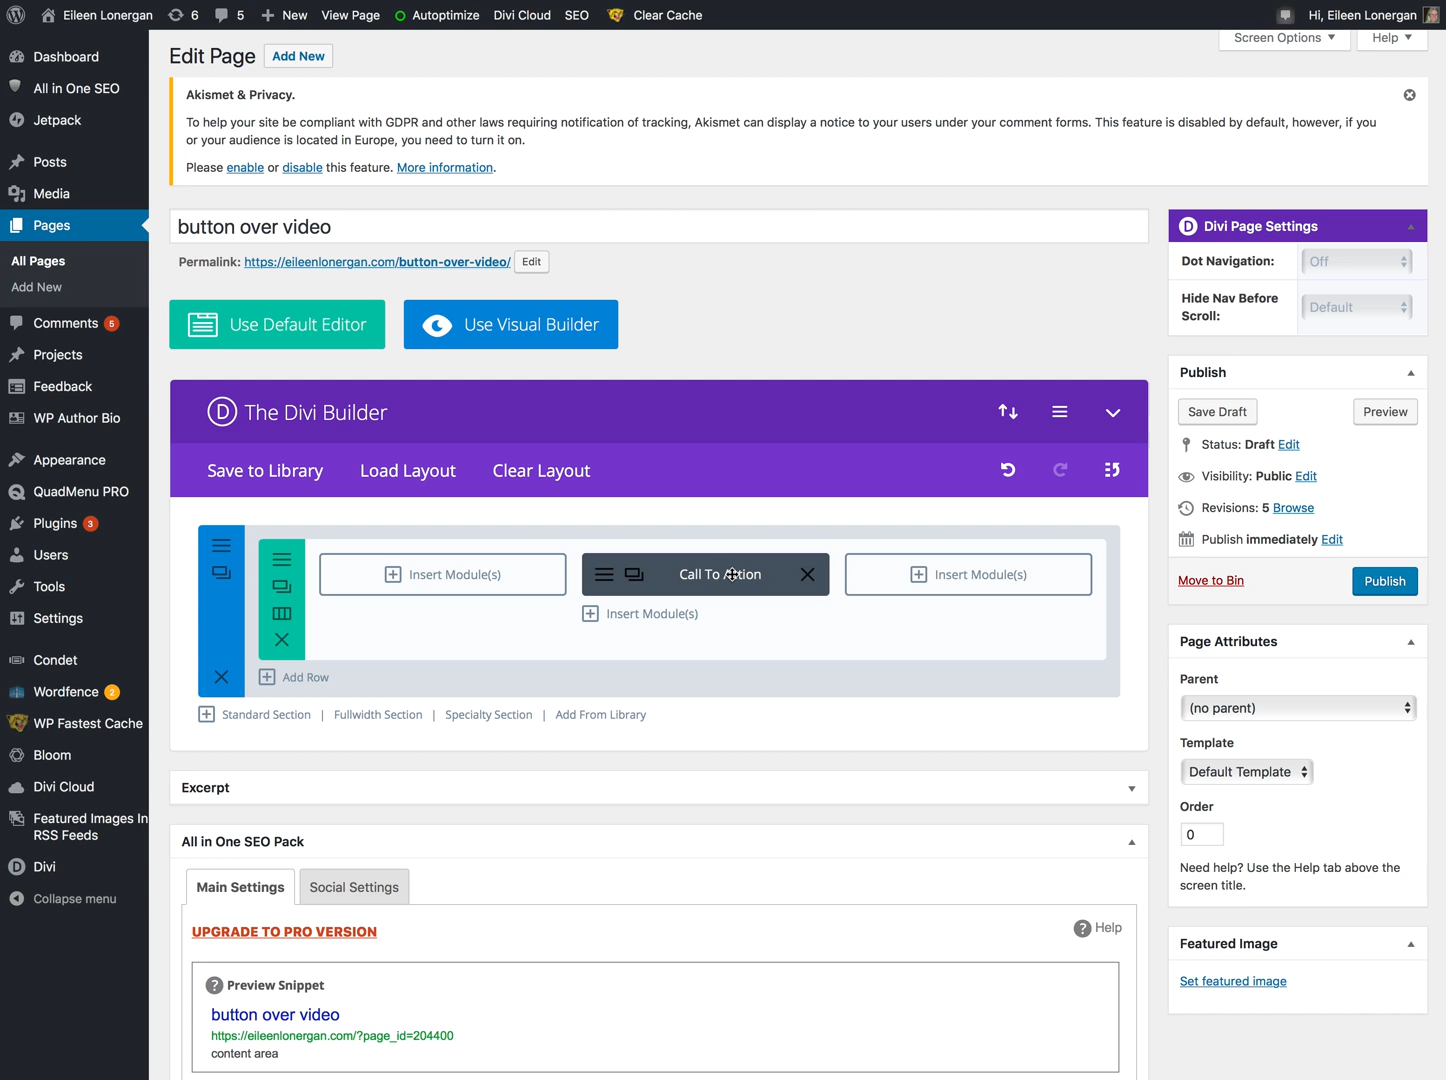 Eileen Lonergan 6 5 New View Page Autoptimize Divi Cloud SEO Clear Cache Hi, Eileen Lonergan
Screen Options Help
Dashboard
All in One SEO
Jetpack
Posts
Media
Pages
All Pages
Add New
Comments 5
Projects
Feedback
WP Author Bio
Appearance
QuadMenu PRO
Plugins 3
Users
Tools
Settings
Condet
Wordfence 2
WP Fastest Cache
Bloom
Divi Cloud
Featured Images In
RSS Feeds
Divi
Collapse menu
Edit Page Add New
Akismet & Privacy.
To help your site be compliant with GDPR and other laws requiring notification of tracking, Akismet can display a notice to your users under your comment forms. This feature is disabled by default, however, if you
or your audience is located in Europe, you need to turn it on.
Please enable or disable this feature. More information.
button over video
Permalink: https://eileenlonergan.com/button-over-video/ Edit
Use Default Editor Use Visual Builder
The Divi Builder
Save to Library Load Layout Clear Layout
Insert Module(s) Call To Action Insert Module(s)
Insert Module(s)
Add Row
Standard Section | Fullwidth Section | Specialty Section | Add From Library
Excerpt
All in One SEO Pack
Main Settings Social Settings
UPGRADE TO PRO VERSION
Help
Preview Snippet
button over video
https://eileenlonergan.com/?page_id=204400
content area
Divi Page Settings
Dot Navigation: Off
Hide Nav Before
Scroll:
Default
Publish
Save Draft Preview
Status: Draft Edit
Visibility: Public Edit
Revisions: 5 Browse
Publish immediately Edit
Move to Bin Publish
Page Attributes
Parent
(no parent)
Template
Default Template
Order
0
Need help? Use the Help tab above the
screen title.
Featured Image
Set featured image